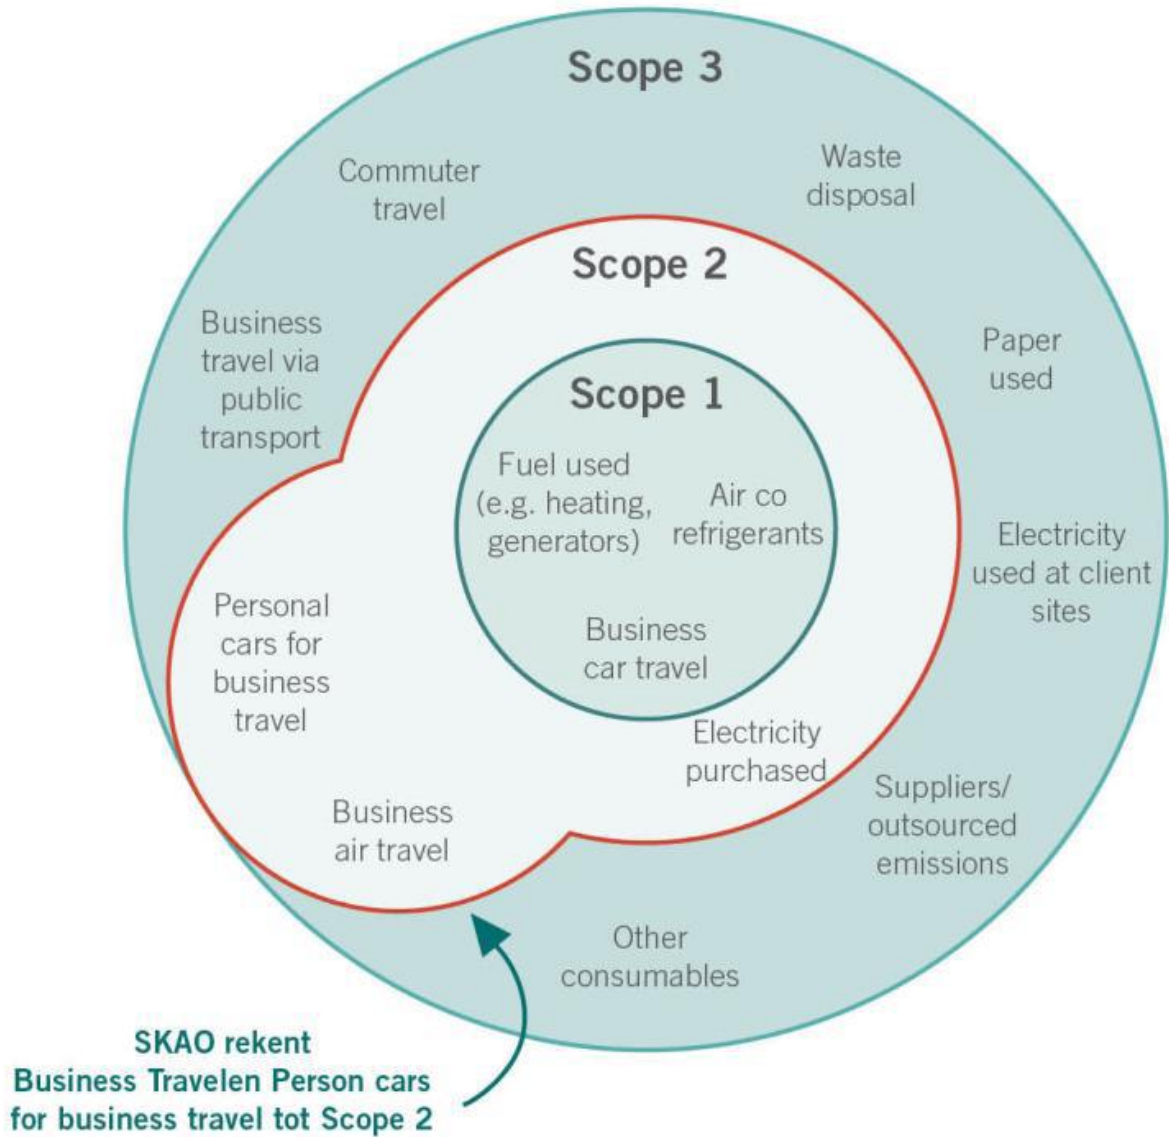 Scope 3
Commuter
travel
Waste
disposal
Scope 2
Business
travel via
public
transport
Paper
used
Scope 1
Fuel used
(e.g. heating,
generators)
Air co
refrigerants
Electricity
used at client
sites
Personal
cars for
business
travel
Business
car travel
Electricity
purchased
Business
air travel
Suppliers/
outsourced
emissions
Other
consumables
SKAO rekent
Business Travelen Person cars
for business travel tot Scope 2